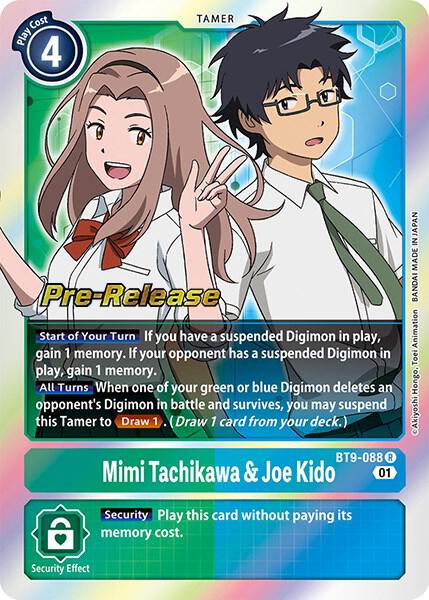 TAMER
Play Cost
4
Pre-Release
Start of Your Turn If you have a suspended Digimon in play,
gain 1 memory. If your opponent has a suspended Digimon in
play, gain 1 memory.
All Turns When one of your green or blue Digimon deletes an
opponent's Digimon in battle and survives, you may suspend
this Tamer to Draw 1. (Draw 1 card from your deck.)
©Akiyoshi Hongo, Toei Animation BANDAI MADE IN JAPAN
BT9-088 R
Mimi Tachikawa & Joe Kido
01
Security Play this card without paying its
memory cost.
Security Effect